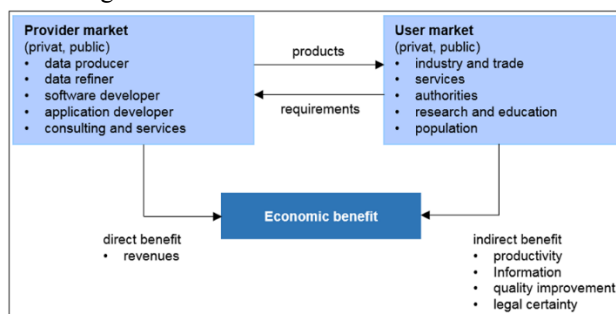 Provider market
(privat, public)
• data producer
• data refiner
• software developer
• application developer
• consulting and services
products
requirements
User market
(privat, public)
• industry and trade
• services
• authorities
• research and education
• population
Economic benefit
direct benefit
• revenues
indirect benefit
• productivity
• Information
• quality improvement
• legal certainty